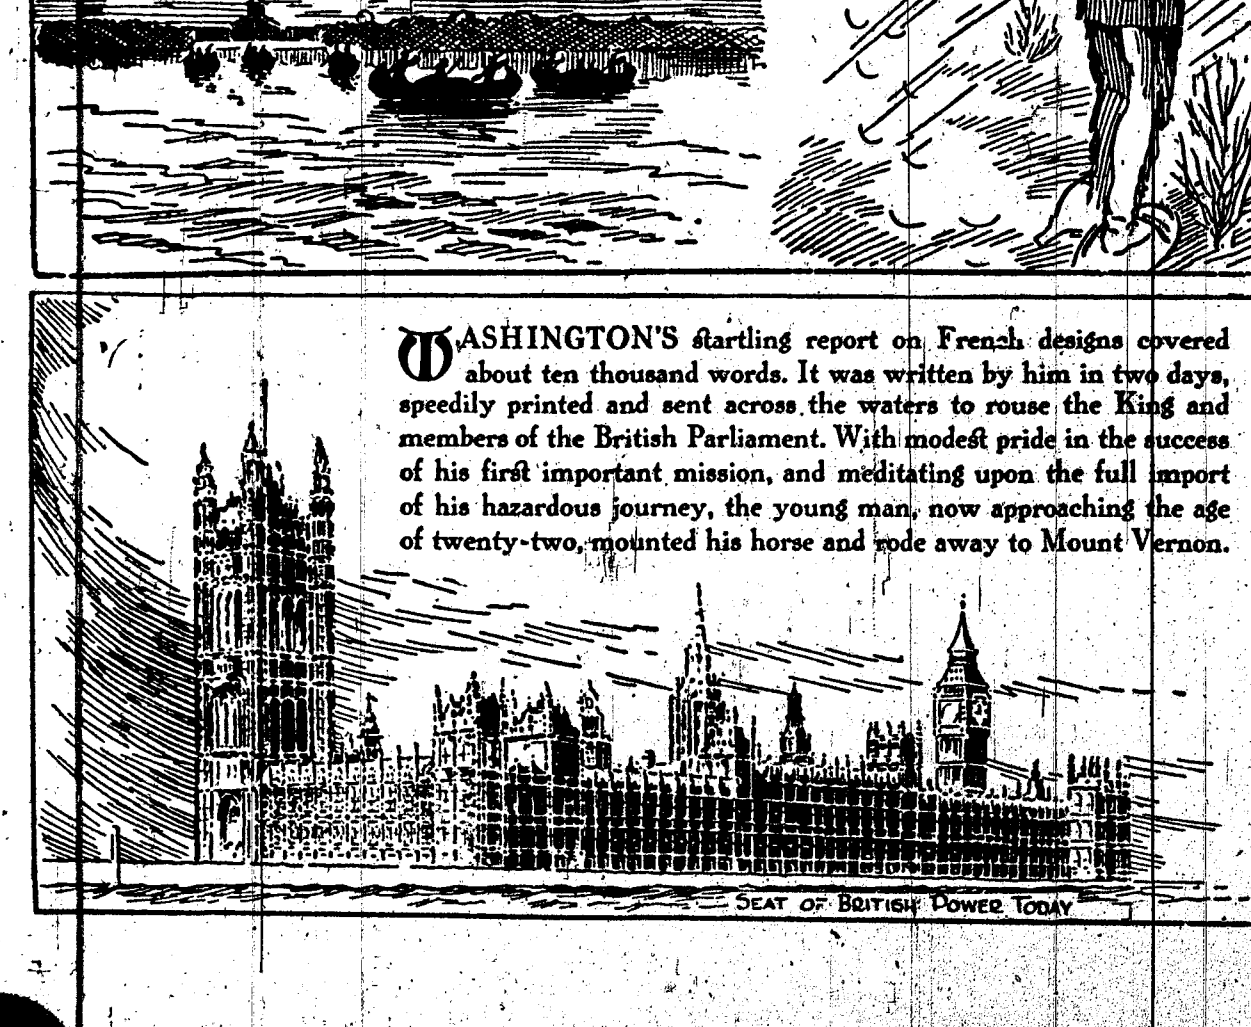 WASHINGTON'S startling report on French designs covered
about ten thousand words. It was written by him in two days,
speedily printed and sent across the waters to rouse the King and
members of the British Parliament. With modest pride in the success
of his first important mission, and meditating upon the full import
of his hazardous journey, the young man, now approaching the age
of twenty-two, mounted his horse and rode away to Mount Vernon.
SEAT OF BRITISH POWER TODAY